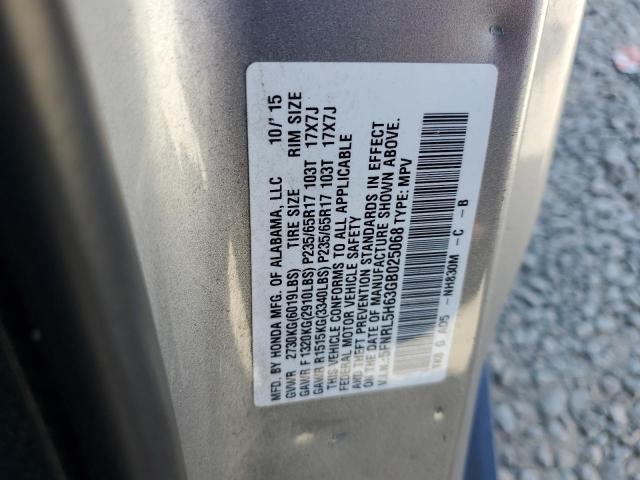 MFD. BY HONDA MFG. OF ALABAMA, LLC 10/'15
GVWR 2730KG(6019LBS) TIRE SIZE RIM SIZE
GAWR F 1320KG(2910LBS) P235/65R17 103T 17X7J
GAWR R1515KG(3340LBS) P235/65R17 103T 17X7J
THIS VEHICLE CONFORMS TO ALL APPLICABLE
FEDERAL MOTOR VEHICLE SAFETY
AND THEFT PREVENTION STANDARDS IN EFFECT
ON THE DATE OF MANUFACTURE SHOWN ABOVE.
V.I.N.:5FNRL5H63GB025068 TYPE: MPV
G A05 -NH830M -C -B